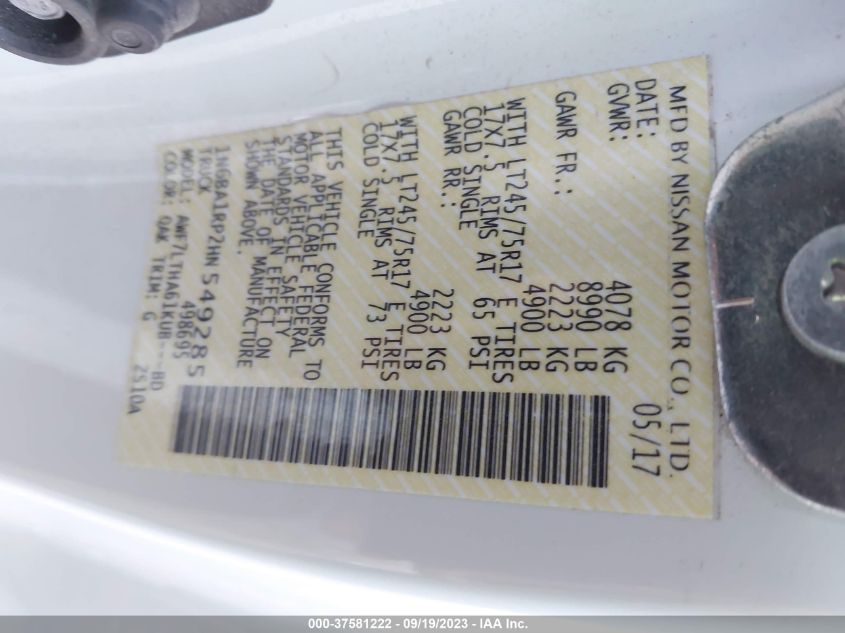 MFD BY NISSAN MOTOR CO., LTD.
DATE: 05/17
GVWR: 4078 KG
8990 LB
GAWR FR.: 2223 KG
4900 LB
WITH LT245/75R17 E TIRES
17X7.5 RIMS AT 65 PSI
COLD SINGLE
GAWR RR.: 2223 KG
4900 LB
WITH LT245/75R17 E TIRES
17X7.5 RIMS AT 73 PSI
COLD SINGLE
THIS VEHICLE CONFORMS TO
ALL APPLICABLE FEDERAL
MOTOR VEHICLE SAFETY
STANDARDS IN EFFECT ON
THE DATE OF MANUFACTURE
SHOWN ABOVE.
1N6BA1RP2HN549285
TRUCK 498695
MODEL: AWF7LTHA61KUB---BD
COLOR: QAK TRIM: G 2510A
000-37581222 - 09/19/2023 - IAA Inc.